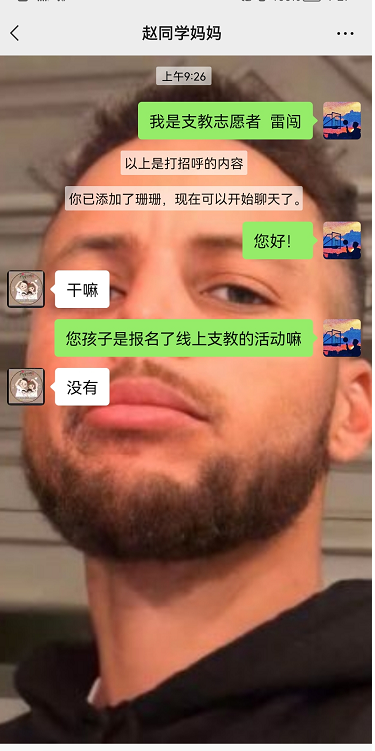 赵同学妈妈
上午9:26
我是支教志愿者 雷闯
以上是打招呼的内容
你已添加了珊珊，现在可以开始聊天了。
您好！
干嘛
您孩子是报名了线上支教的活动嘛
没有